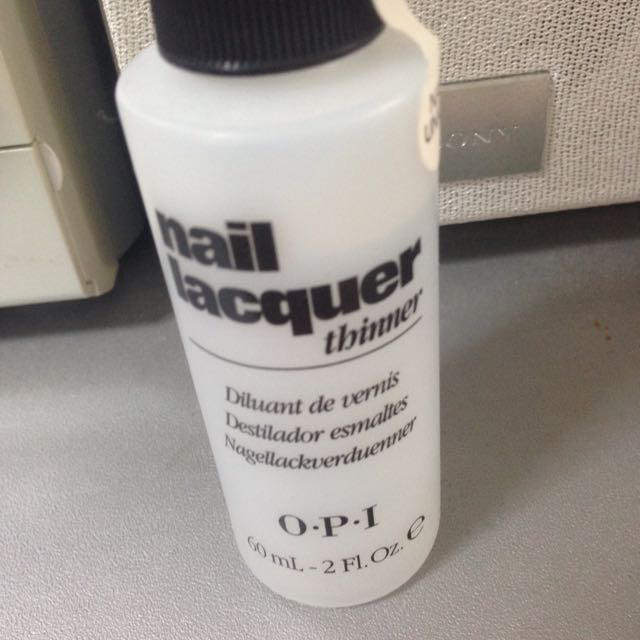 nail
lacquer
thinner
Diluant de vernis
Destilador esmaltes
Nagellackverduenner
O·P·I
60 mL - 2 Fl. Oz. e